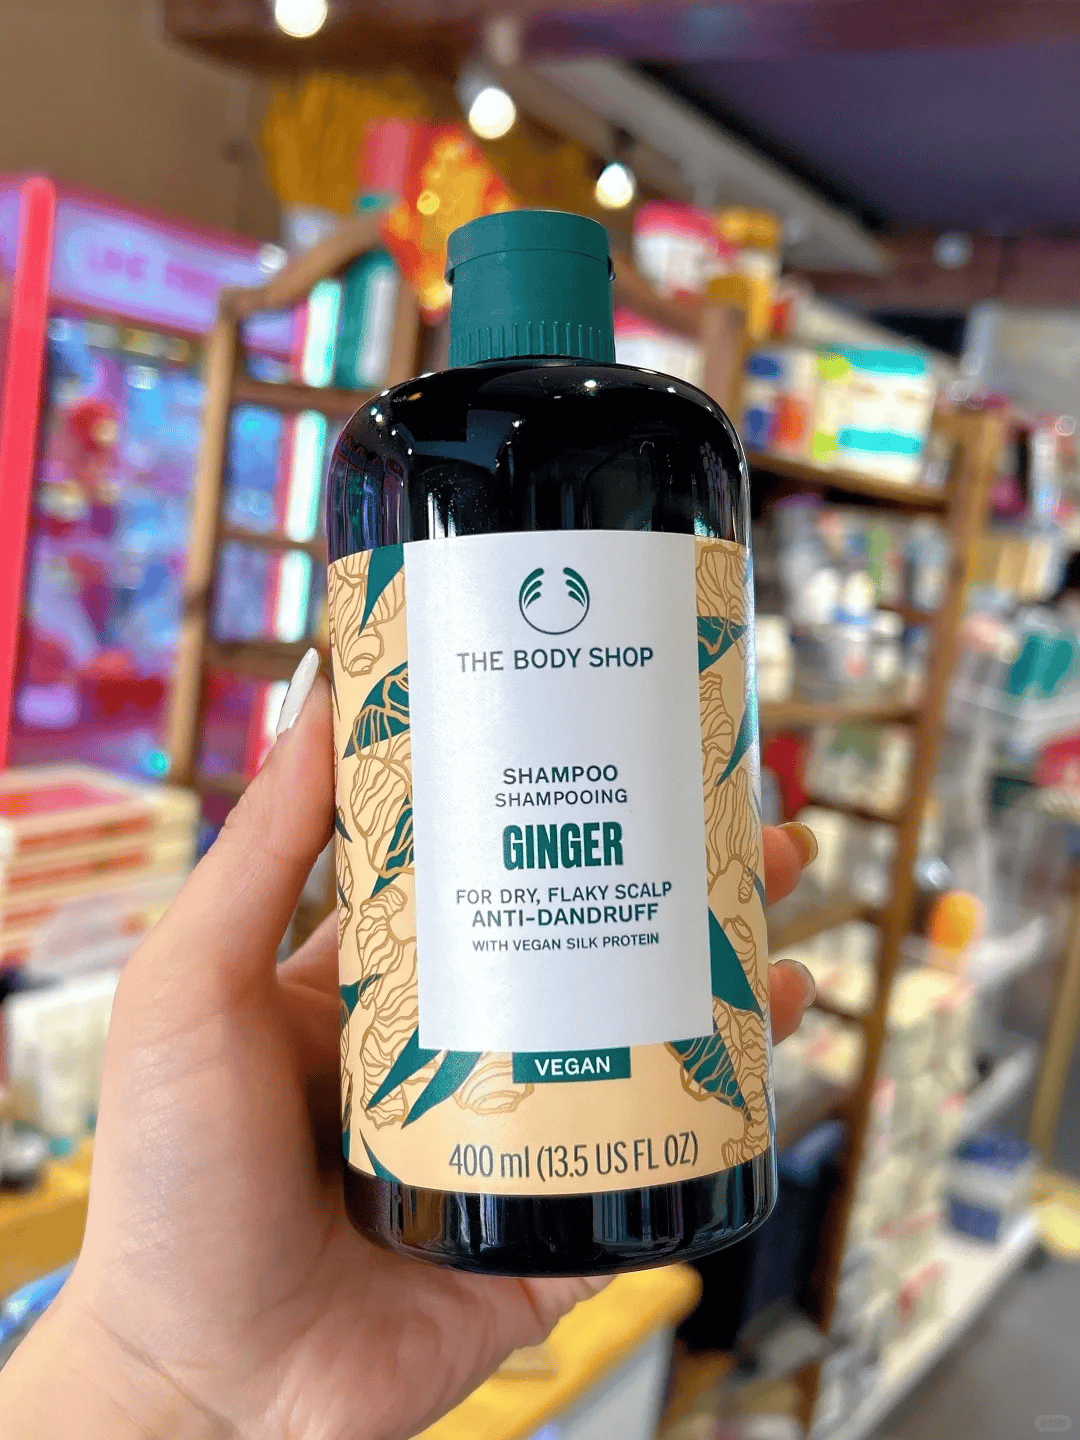 THE BODY SHOP
SHAMPOO
SHAMPOOING
GINGER
FOR DRY, FLAKY SCALP
ANTI-DANDRUFF
WITH VEGAN SILK PROTEIN
VEGAN
400 ml (13.5 US FL OZ)